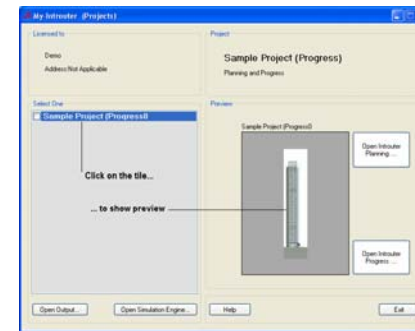 My Introuter (Projects)
Licensed to
Demo
Address Not Applicable
Project
Sample Project (Progress)
Planning and Progress
Select One
Sample Project (Progress0
Click on the tile...
... to show preview
Preview
Sample Project (Progress0
Open Introuter Planning ...
Open Introuter Progress ...
Open Output...
Open Simulation Engine...
Help
Exit